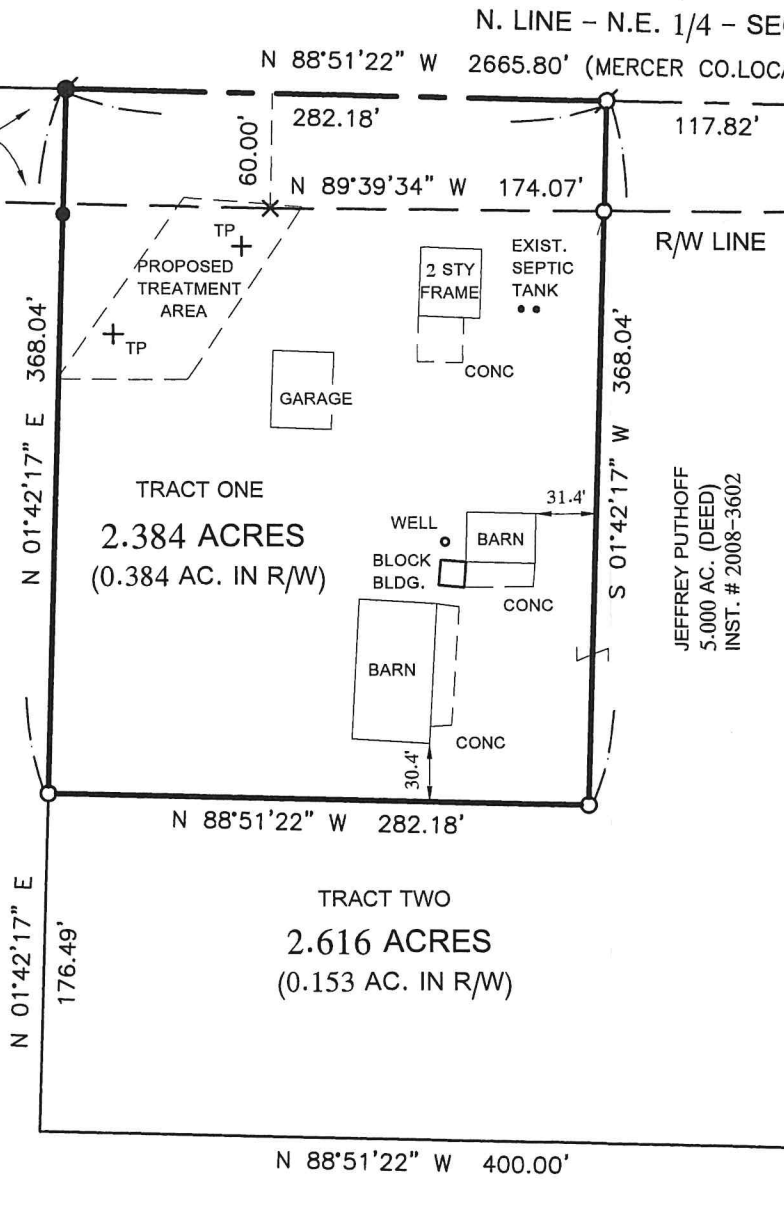 N. LINE – N.E. 1/4 – SE
N 88°51'22" W 2665.80' (MERCER CO.LOCA
282.18'
117.82'
60.00'
N 89°39'34" W 174.07'
R/W LINE
TP
PROPOSED
TREATMENT
AREA
TP
2 STY
FRAME
EXIST.
SEPTIC
TANK
CONC
GARAGE
N 01°42'17" E 368.04'
S 01°42'17" W 368.04'
TRACT ONE
2.384 ACRES
(0.384 AC. IN R/W)
31.4'
WELL
BARN
BLOCK
BLDG.
CONC
JEFFREY PUTHOFF
5.000 AC. (DEED)
INST. # 2008-3602
BARN
CONC
30.4'
N 88°51'22" W 282.18'
TRACT TWO
2.616 ACRES
(0.153 AC. IN R/W)
N 01°42'17" E
176.49'
N 88°51'22" W 400.00'